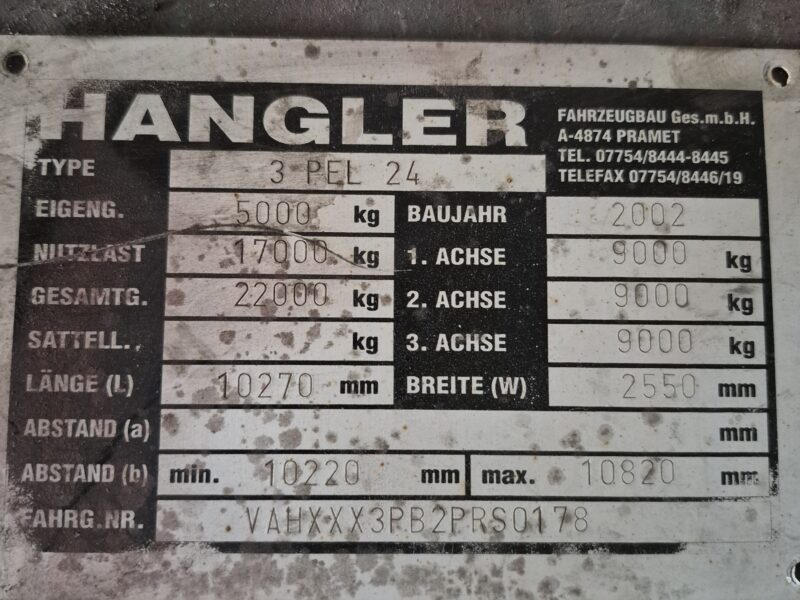 HANGLER
FAHRZEUGBAU Ges.m.b.H.
A-4874 PRAMET
TEL. 07754/8444-8445
TELEFAX 07754/8446/19
TYPE 3 PEL 24
EIGENG. 5000 kg BAUJAHR 2002
NUTZLAST 17000 kg 1. ACHSE 9000 kg
GESAMTG. 22000 kg 2. ACHSE 9000 kg
SATTELL. kg 3. ACHSE 9000 kg
LÄNGE (L) 10270 mm BREITE (W) 2550 mm
ABSTAND (a) mm
ABSTAND (b) min. 10220 mm max. 10820 mm
FAHRG.NR. VAHXXX3PB2PRS0178